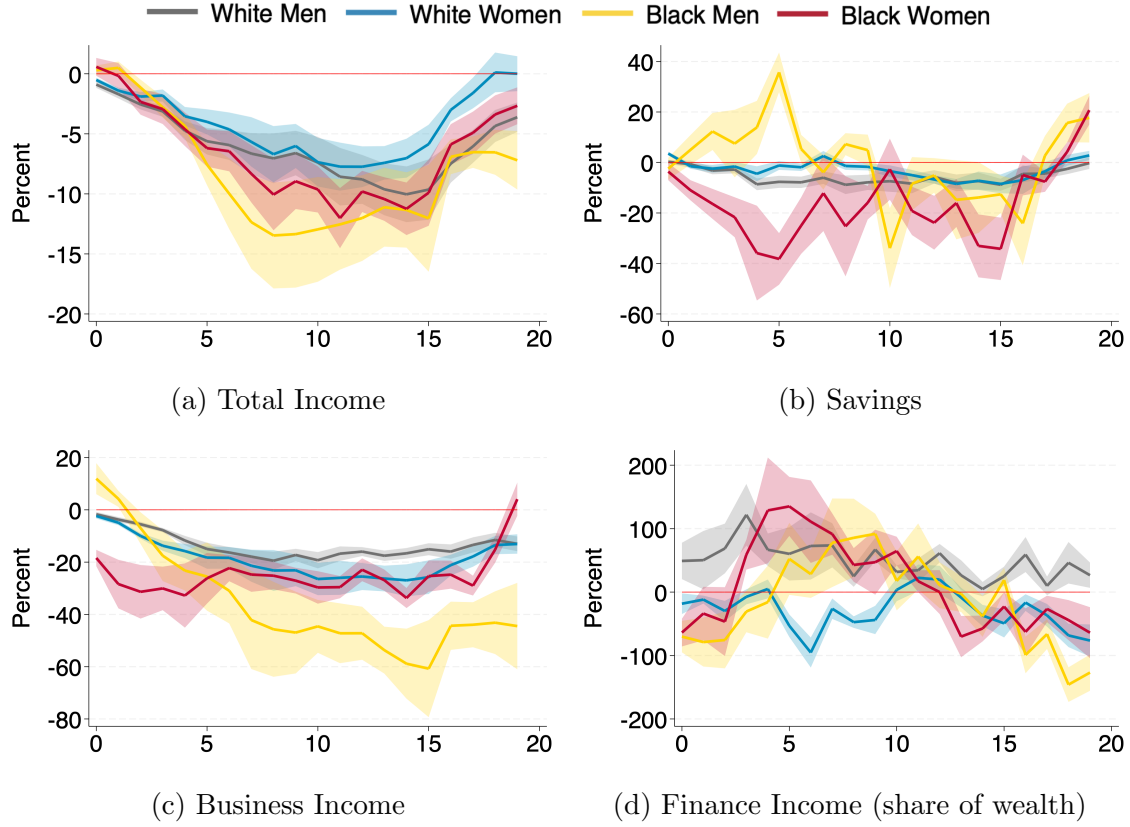 White Men White Women Black Men Black Women
Percent
0
-5
-10
-15
-20
0 5 10 15 20
(a) Total Income
Percent
40
20
0
-20
-40
-60
0 5 10 15 20
(b) Savings
Percent
20
0
-20
-40
-60
-80
0 5 10 15 20
(c) Business Income
Percent
200
100
0
-100
-200
0 5 10 15 20
(d) Finance Income (share of wealth)